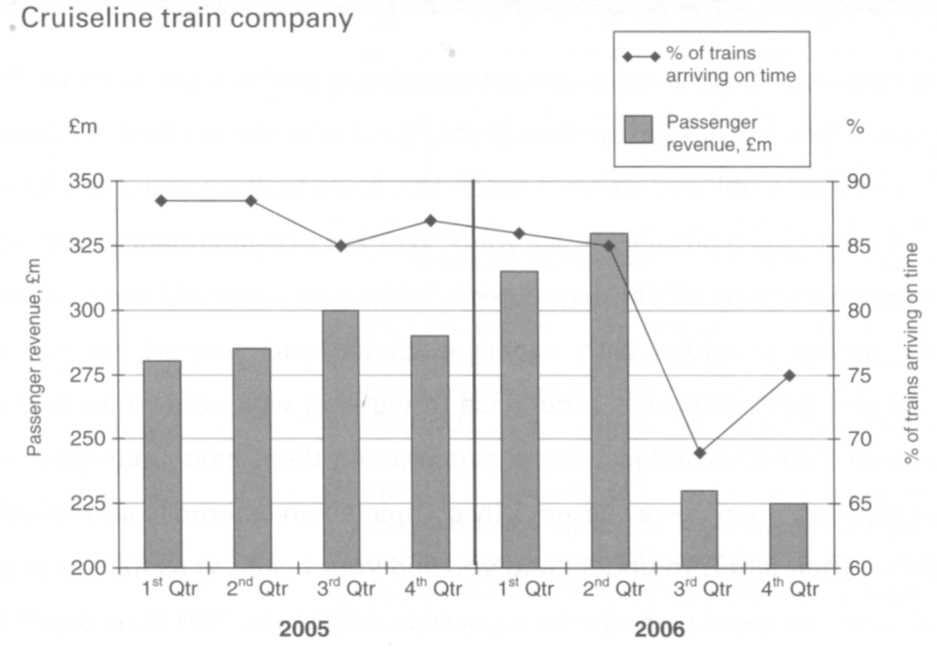 Cruiseline train company
% of trains
arriving on time
Passenger
revenue, £m
£m
%
350
325
300
275
250
225
200
Passenger revenue, £m
90
85
80
75
70
65
60
% of trains arriving on time
1st Qtr 2nd Qtr 3rd Qtr 4th Qtr 1st Qtr 2nd Qtr 3rd Qtr 4th Qtr
2005 2006